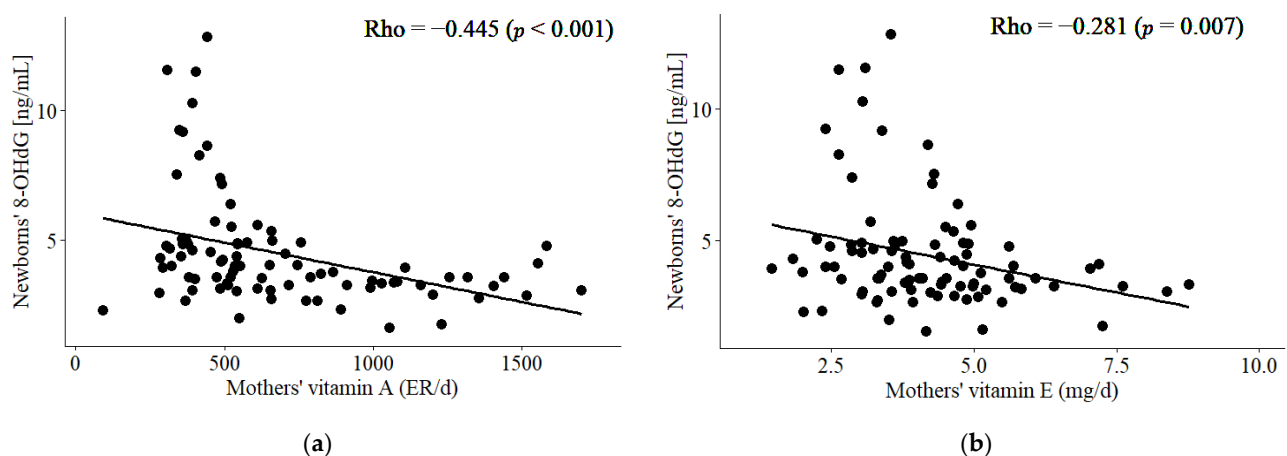 Rho = −0.445 (p < 0.001)
Newborns' 8-OHdG [ng/mL]
10
5
0
500
1000
1500
Mothers' vitamin A (ER/d)
(a)
Rho = −0.281 (p = 0.007)
Newborns' 8-OHdG [ng/mL]
10
5
2.5
5.0
7.5
10.0
Mothers' vitamin E (mg/d)
(b)